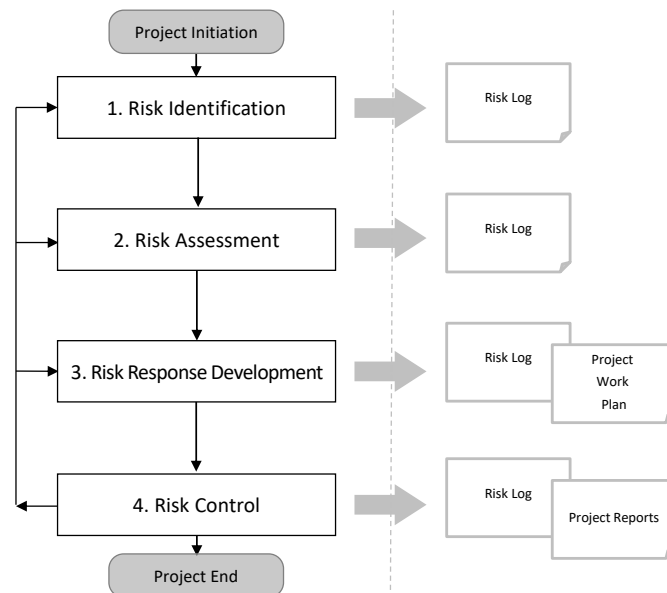 Project Initiation
1. Risk Identification
Risk Log
2. Risk Assessment
Risk Log
3. Risk Response Development
Risk Log
Project
Work
Plan
4. Risk Control
Risk Log
Project Reports
Project End